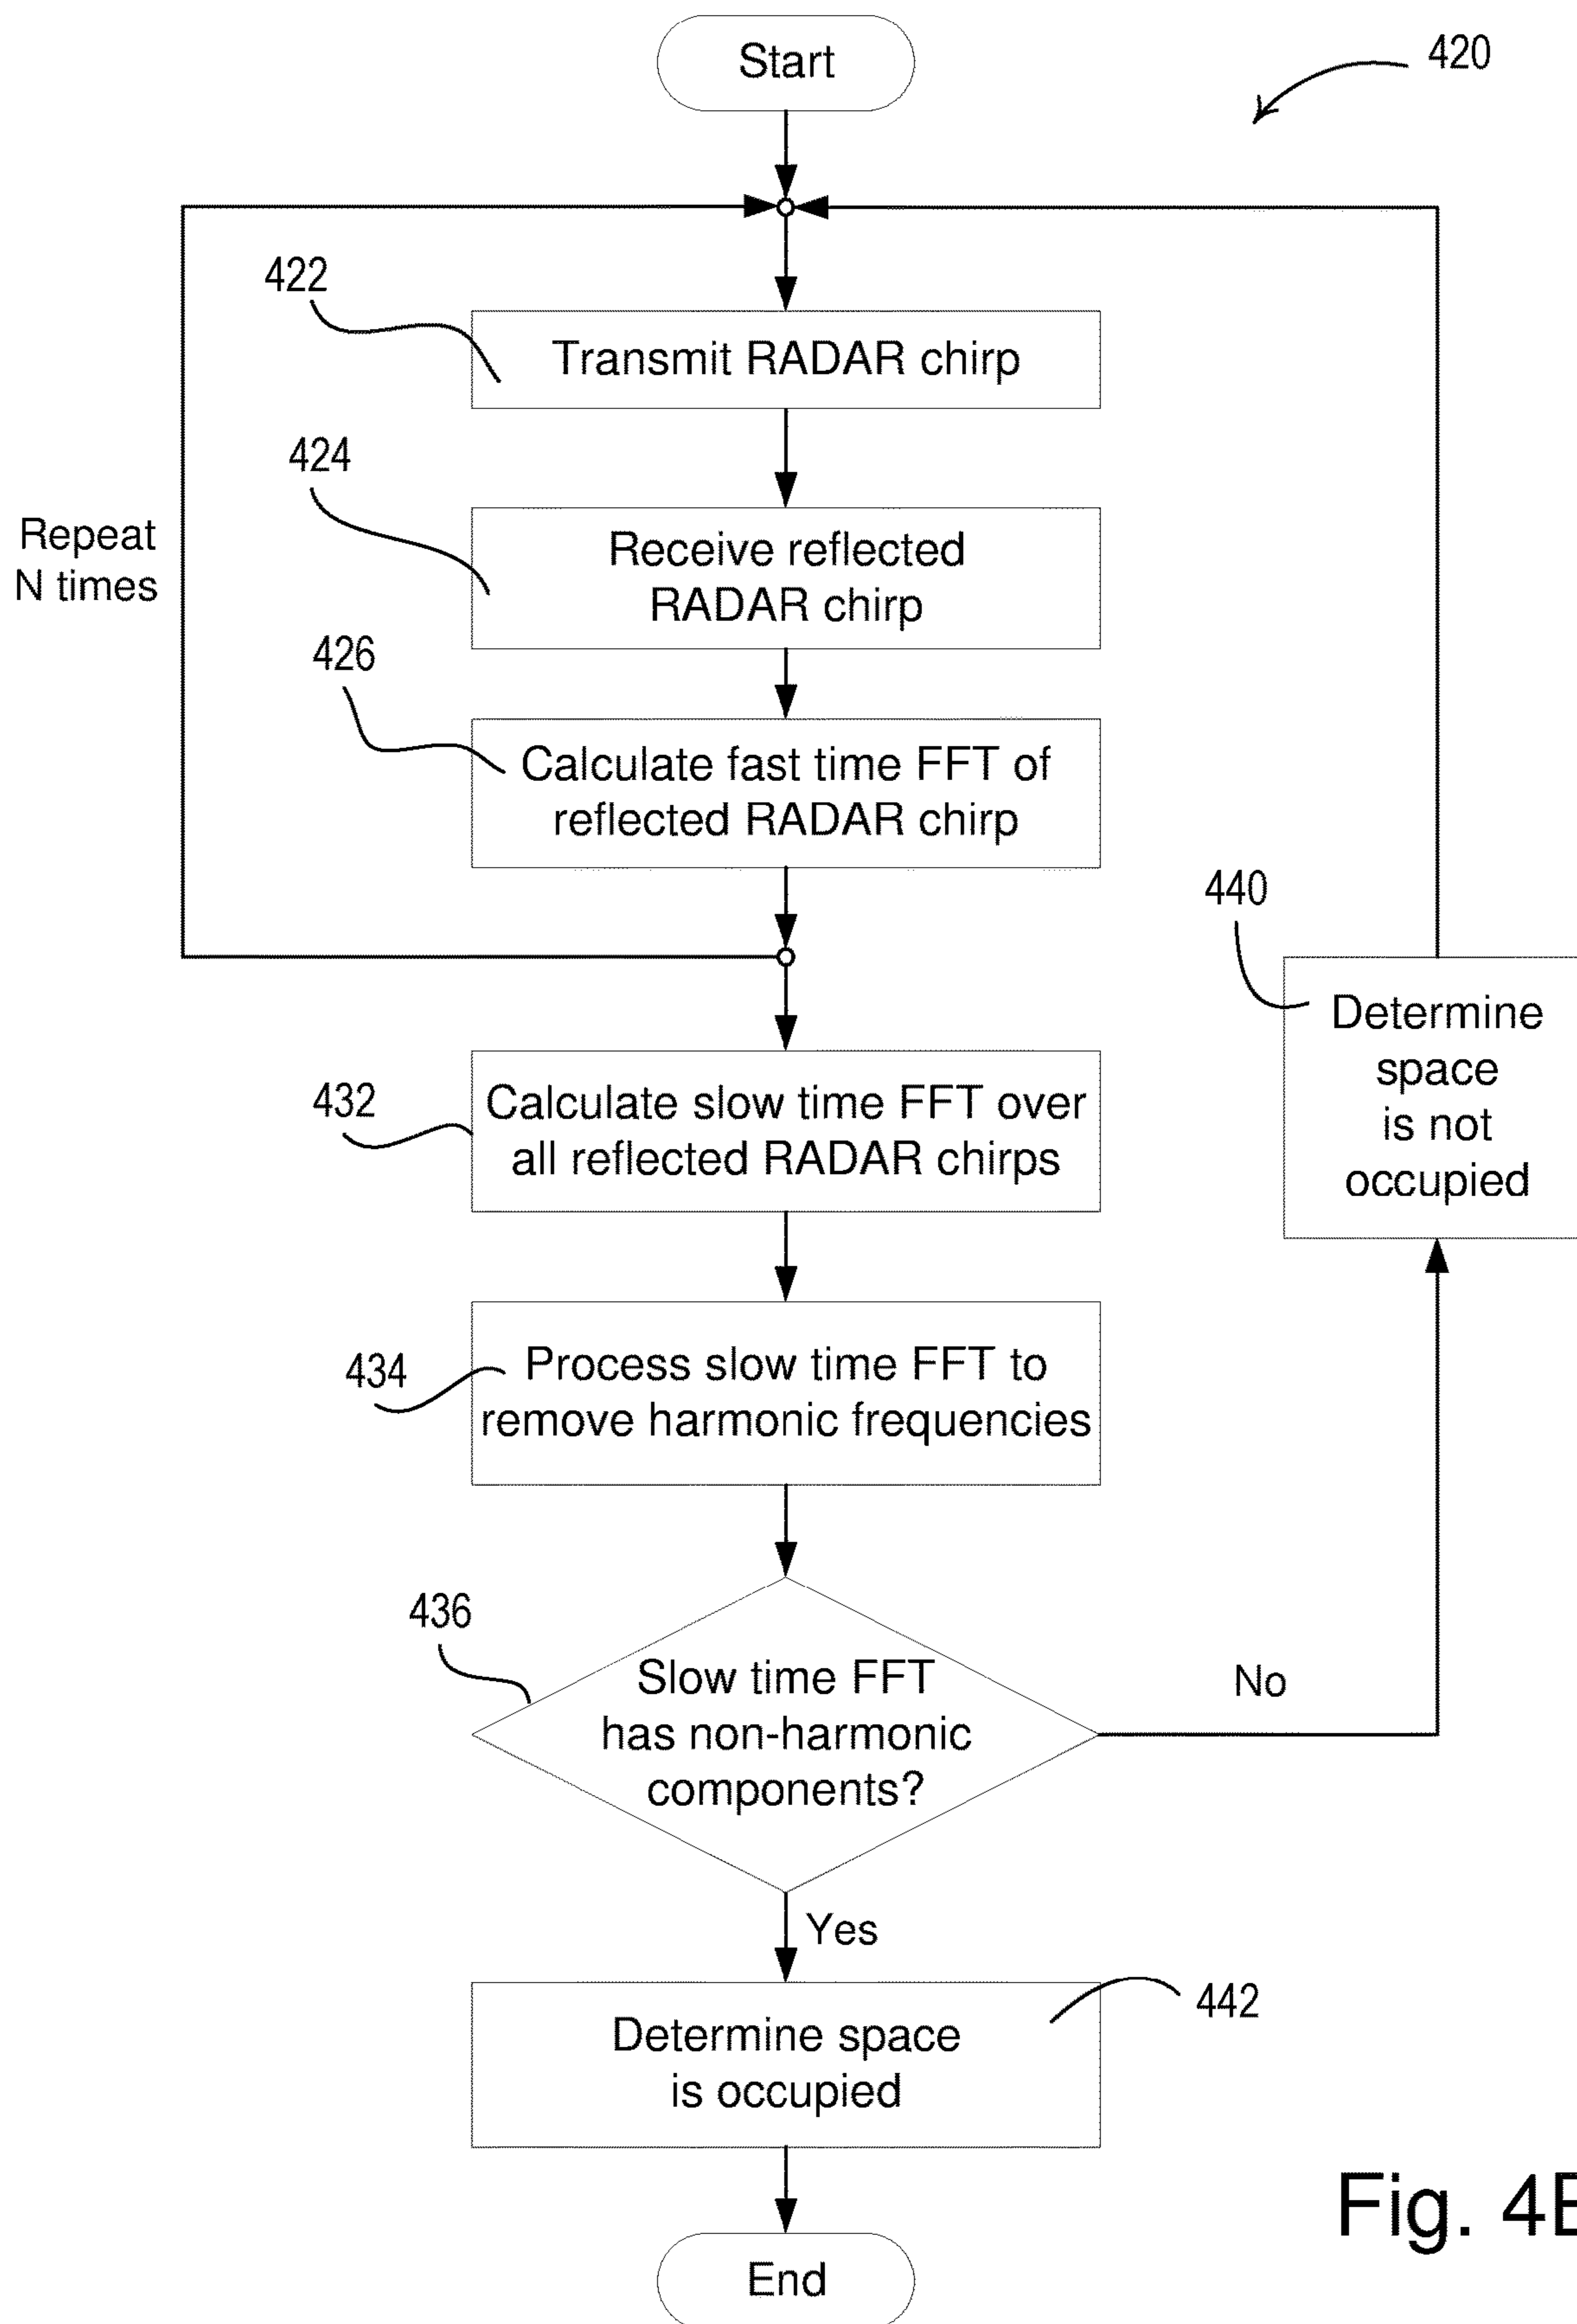 Start
420
422
Transmit RADAR chirp
424
Receive reflected
RADAR chirp
Repeat
N times
426
Calculate fast time FFT of
reflected RADAR chirp
440
Determine
space
is not
occupied
432
Calculate slow time FFT over
all reflected RADAR chirps
434
Process slow time FFT to
remove harmonic frequencies
436
Slow time FFT
has non-harmonic
components?
No
Yes
442
Determine space
is occupied
Fig.
End